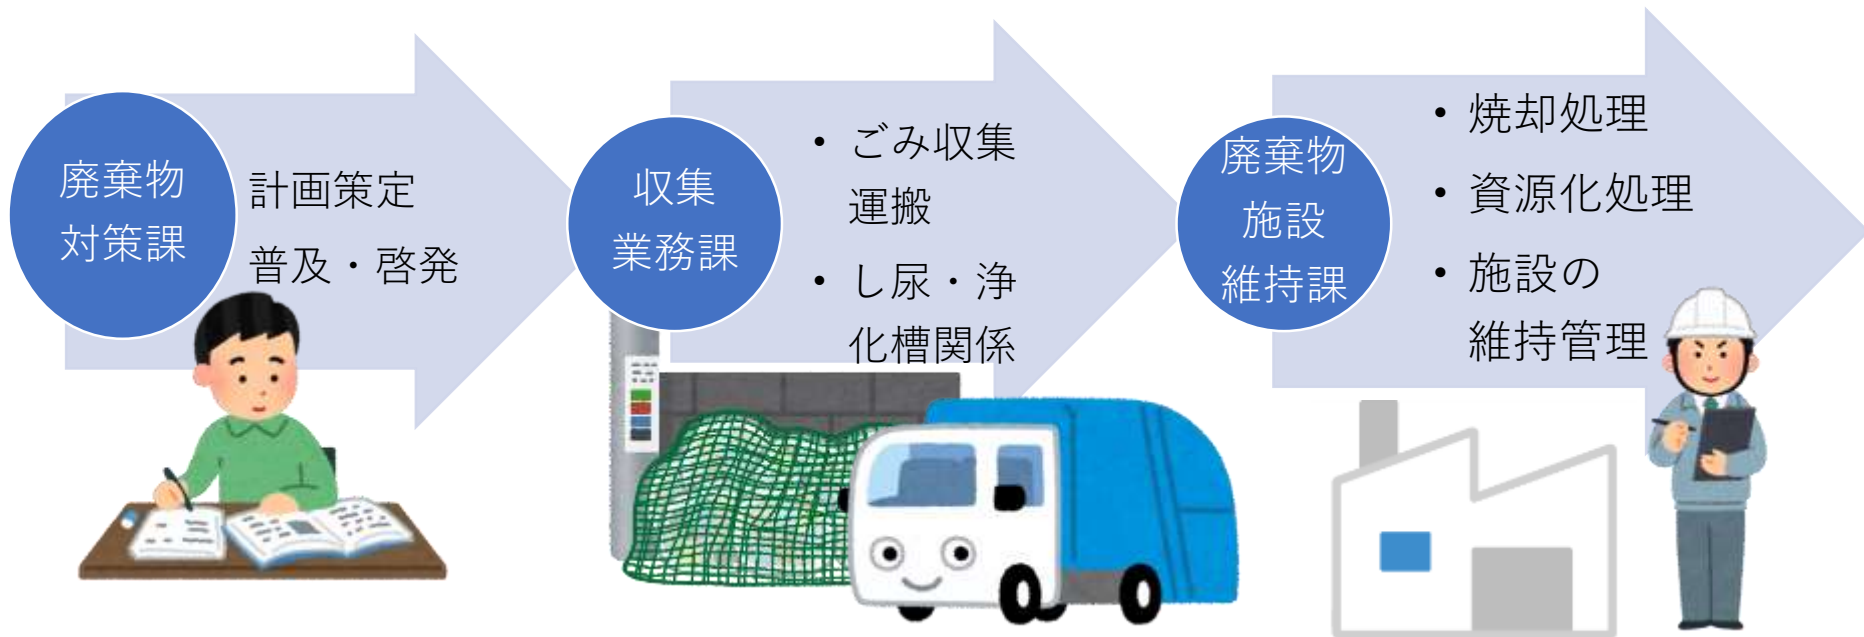 廃棄物
対策課
計画策定
普及・啓発
収集
業務課
• ごみ収集
運搬
• し尿・浄
化槽関係
廃棄物
施設
維持課
• 焼却処理
• 資源化処理
• 施設の
維持管理